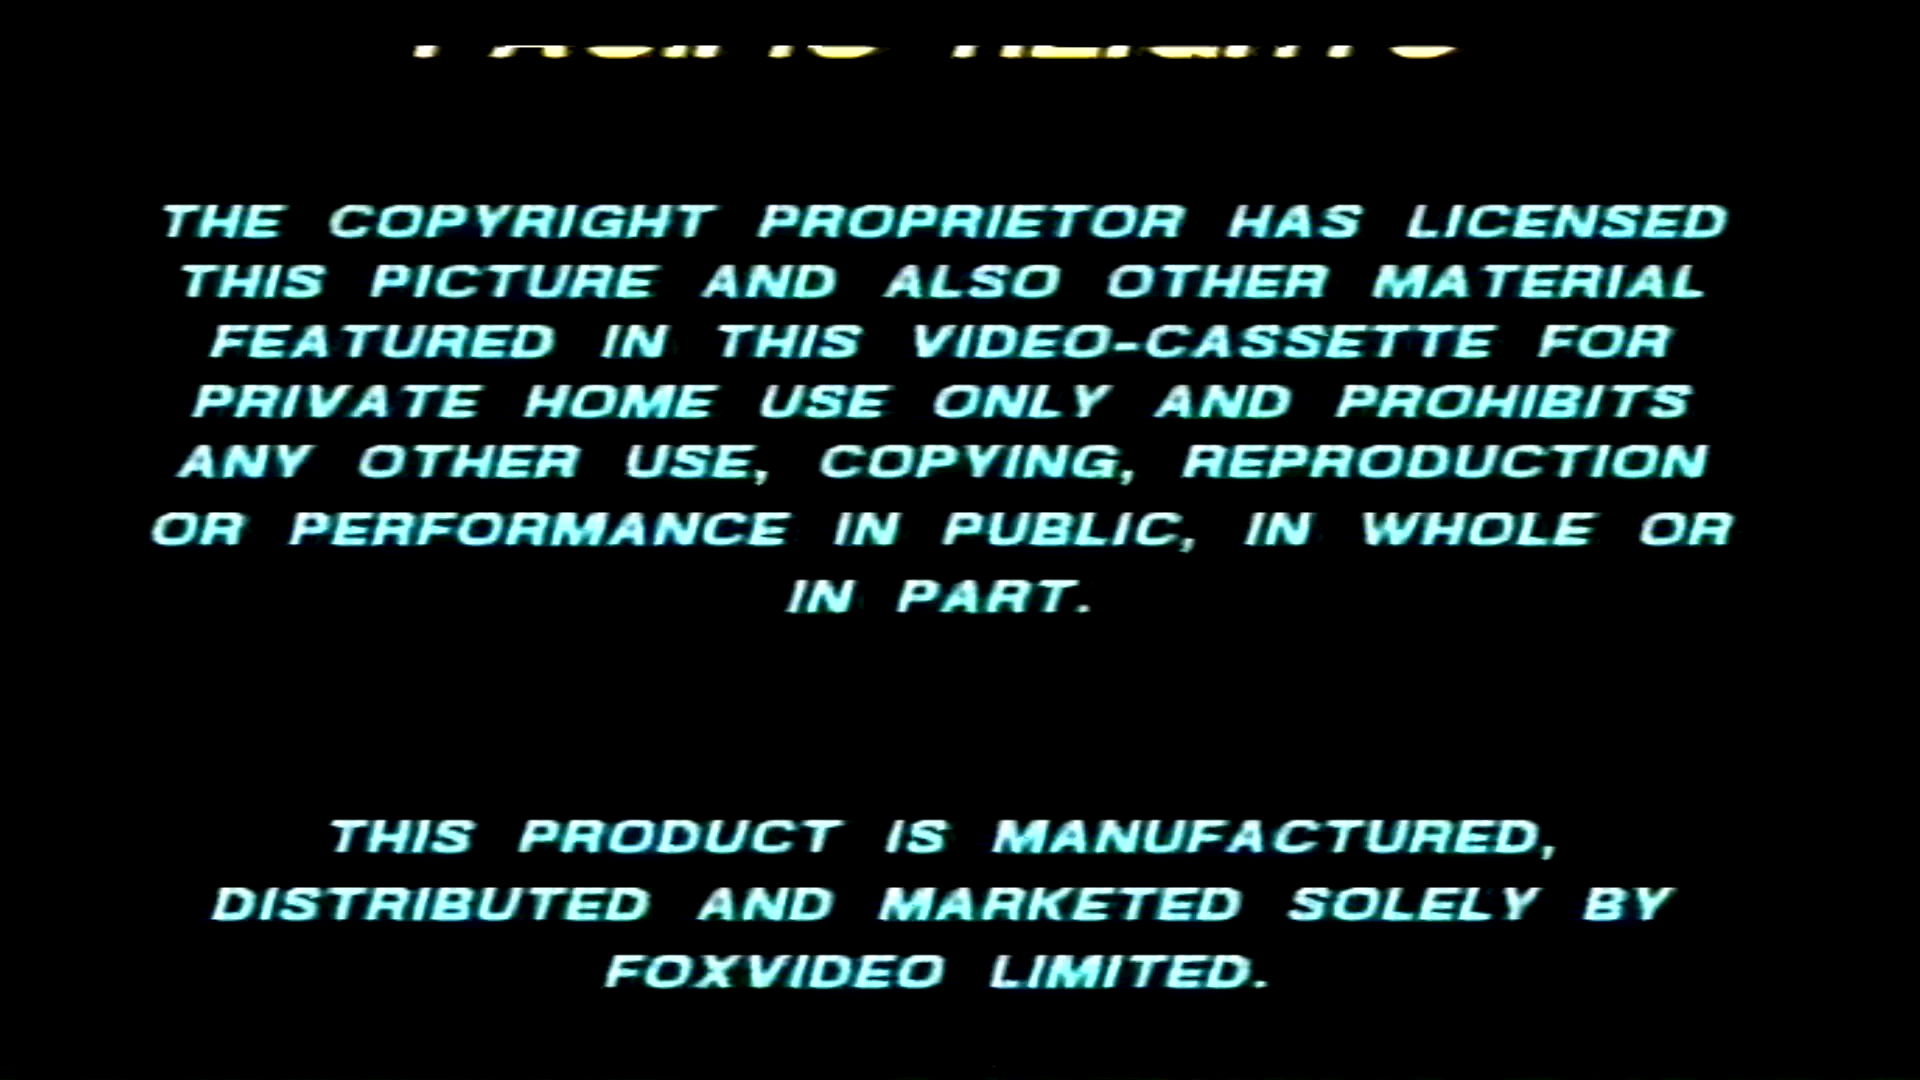 PACIFIC HEIGHTS
THE COPYRIGHT PROPRIETOR HAS LICENSED
THIS PICTURE AND ALSO OTHER MATERIAL
FEATURED IN THIS VIDEO-CASSETTE FOR
PRIVATE HOME USE ONLY AND PROHIBITS
ANY OTHER USE, COPYING, REPRODUCTION
OR PERFORMANCE IN PUBLIC, IN WHOLE OR
IN PART.
THIS PRODUCT IS MANUFACTURED,
DISTRIBUTED AND MARKETED SOLELY BY
FOXVIDEO LIMITED.